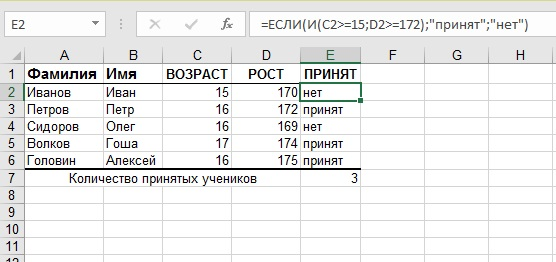 E2 fx =ЕСЛИ(И(C2>=15;D2>=172);"принят";"нет")
A B C D E F G H
1 Фамилия Имя ВОЗРАСТ РОСТ ПРИНЯТ
2 Иванов Иван 15 170 нет
3 Петров Петр 16 172 принят
4 Сидоров Олег 16 169 нет
5 Волков Гоша 17 174 принят
6 Головин Алексей 16 175 принят
7 Количество принятых учеников 3
8
9
10
11
12